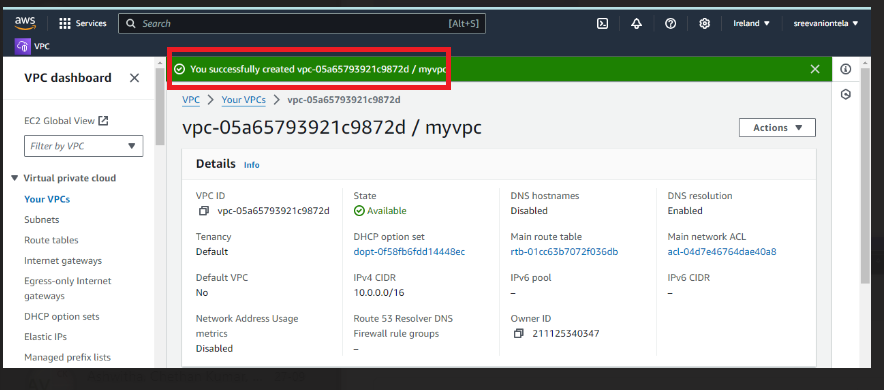 aws
Services
Search
[Alt+S]
Ireland ▼
sreevaniontela ▼
VPC
VPC dashboard
EC2 Global View
Filter by VPC
Virtual private cloud
Your VPCs
Subnets
Route tables
Internet gateways
Egress-only Internet
gateways
DHCP option sets
Elastic IPs
Managed prefix lists
You successfully created vpc-05a65793921c9872d / myvpc
VPC > Your VPCs > vpc-05a65793921c9872d
vpc-05a65793921c9872d / myvpc
Actions ▼
Details Info
VPC ID
vpc-05a65793921c9872d
State
Available
DNS hostnames
Disabled
DNS resolution
Enabled
Tenancy
Default
DHCP option set
dopt-0f58fb6fdd14448ec
Main route table
rtb-01cc63b7072f036db
Main network ACL
acl-04d7e46764dae40a8
Default VPC
No
IPv4 CIDR
10.0.0.0/16
IPv6 pool
–
IPv6 CIDR
–
Network Address Usage
metrics
Disabled
Route 53 Resolver DNS
Firewall rule groups
–
Owner ID
211125340347